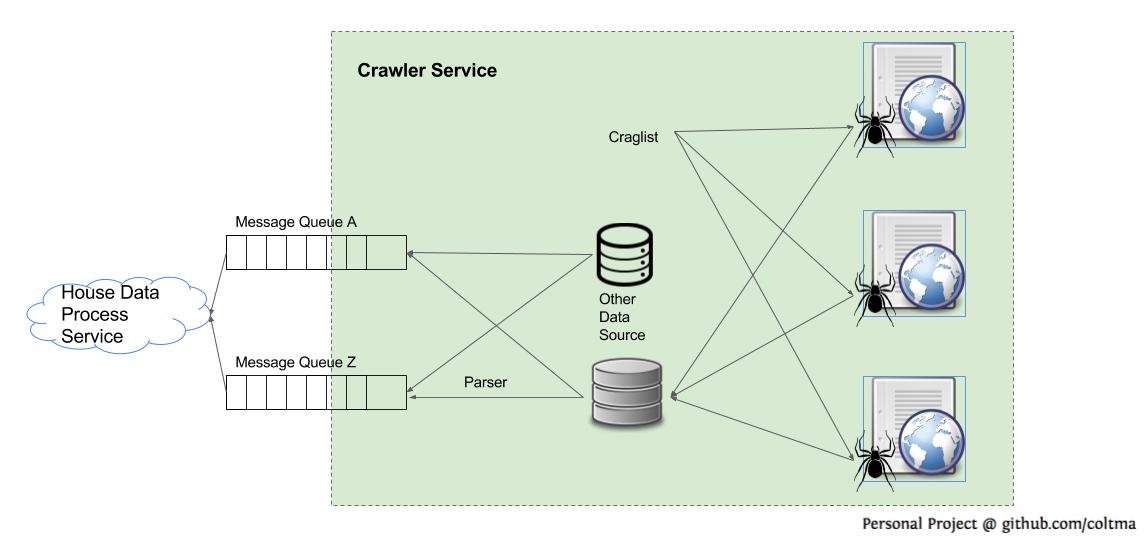 Crawler Service
Craglist
Message Queue A
House Data
Process
Service
Other
Data
Source
Message Queue Z
Parser
Personal Project @ github.com/coltma